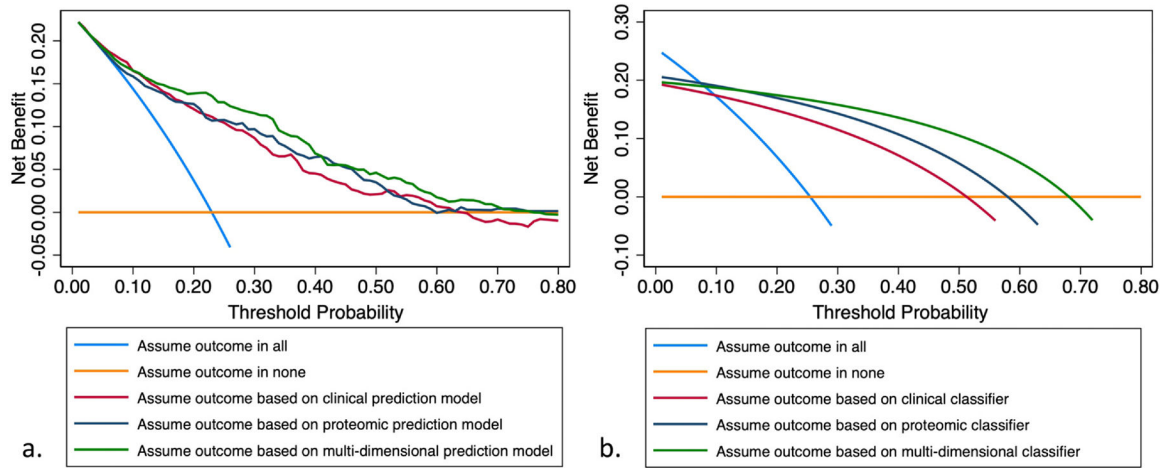 Net Benefit
0.20
0.15
0.10
0.05
0.00
-0.05
0.00 0.10 0.20 0.30 0.40 0.50 0.60 0.70 0.80
Threshold Probability
Assume outcome in all
Assume outcome in none
Assume outcome based on clinical prediction model
Assume outcome based on proteomic prediction model
Assume outcome based on multi-dimensional prediction model
a.
Net Benefit
0.30
0.20
0.10
0.00
-0.10
0.00 0.10 0.20 0.30 0.40 0.50 0.60 0.70 0.80
Threshold Probability
Assume outcome in all
Assume outcome in none
Assume outcome based on clinical classifier
Assume outcome based on proteomic classifier
Assume outcome based on multi-dimensional classifier
b.